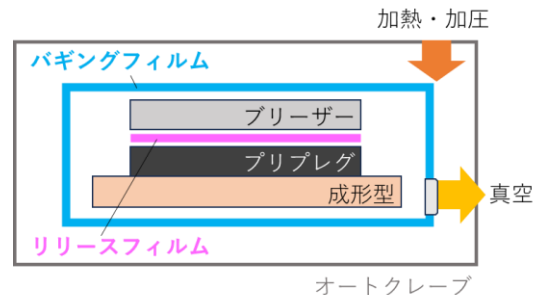 加熱・加圧
バギングフィルム
ブリーザー
プリプレグ
成形型
真空
リリースフィルム
オートクレーブ